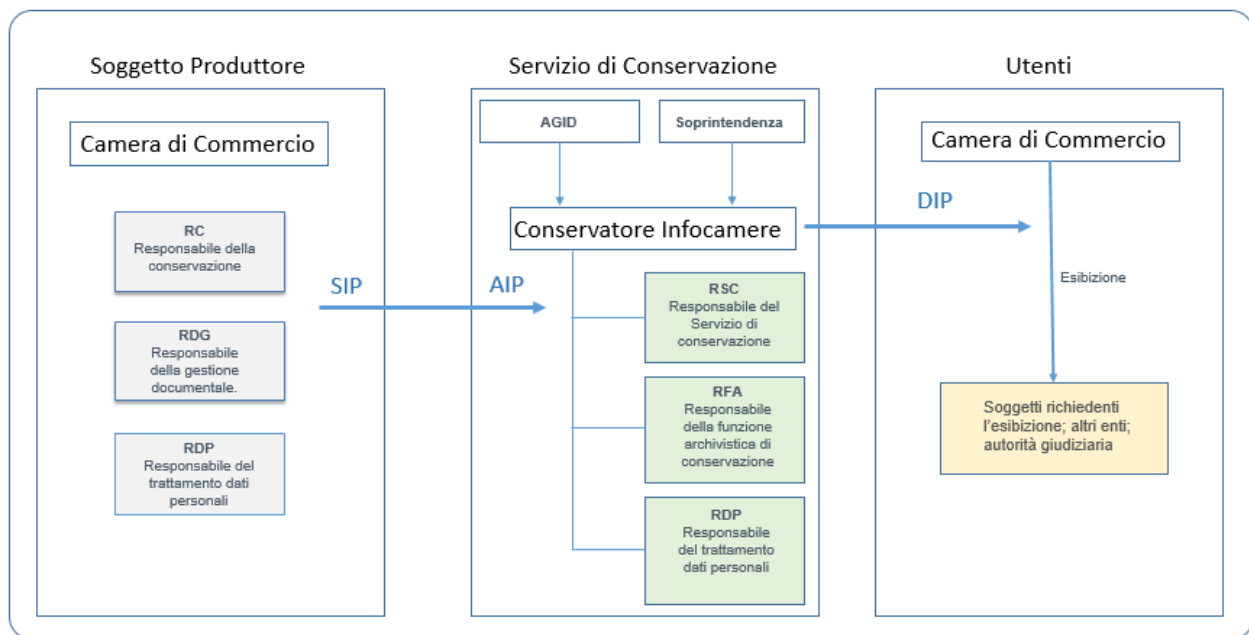 Soggetto Produttore
Camera di Commercio
RC
Responsabile della
conservazione
RDG
Responsabile
della gestione
documentale.
RDP
Responsabile del
trattamento dati
personali
SIP
Servizio di Conservazione
AGID
Soprintendenza
Conservatore Infocamere
AIP
RSC
Responsabile del
Servizio di
conservazione
RFA
Responsabile
della funzione
archivistica di
conservazione
RDP
Responsabile
del trattamento
dati personali
DIP
Utenti
Camera di Commercio
Esibizione
Soggetti richiedenti
l'esibizione; altri enti;
autorità giudiziaria